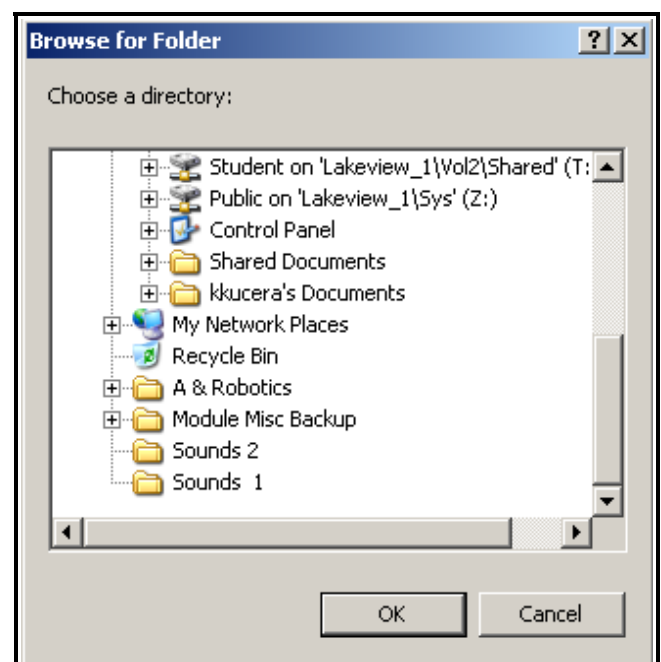 Browse for Folder
Choose a directory:
Student on 'Lakeview_1\Vol2\Shared' (T:
Public on 'Lakeview_1\Sys' (Z:)
Control Panel
Shared Documents
kkucera's Documents
My Network Places
Recycle Bin
A & Robotics
Module Misc Backup
Sounds 2
Sounds  1
OK Cancel